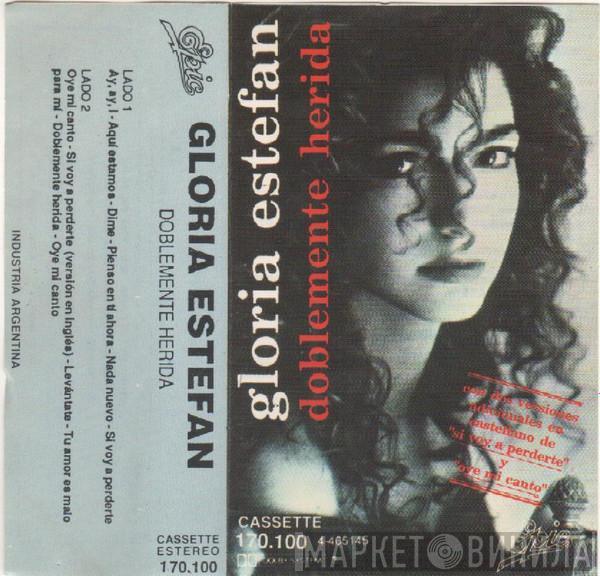 Epic
GLORIA ESTEFAN
DOBLEMENTE HERIDA
LADO 1
Ay, ay, I - Aquí estamos - Dime - Pienso en tí ahora - Nada nuevo - Si voy a perderte
LADO 2
Oye mi canto - Si voy a perderte (versión en Inglés) - Levántate - Tu amor es malo
para mí - Doblemente herida - Oye mi canto
INDUSTRIA ARGENTINA
CASSETTE
ESTEREO
170.100
gloria estefan
doblemente herida
con dos versiones
adicionales en
castellano de
"si voy a perderte"
y
"oye mi canto"
CASSETTE
170.100 4-465145
Epic
МАРКЕТ ВИНИЛА